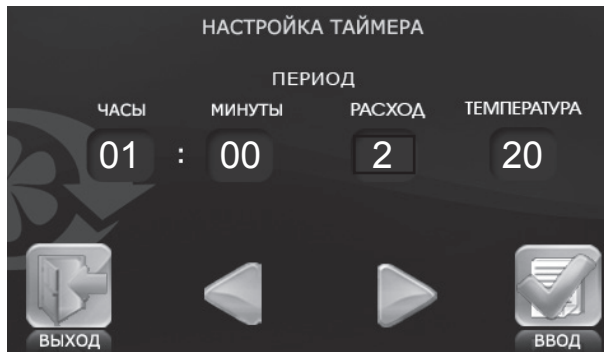 НАСТРОЙКА ТАЙМЕРА
ПЕРИОД
ЧАСЫ МИНУТЫ РАСХОД ТЕМПЕРАТУРА
01 : 00 2 20
ВЫХОД ВВОД